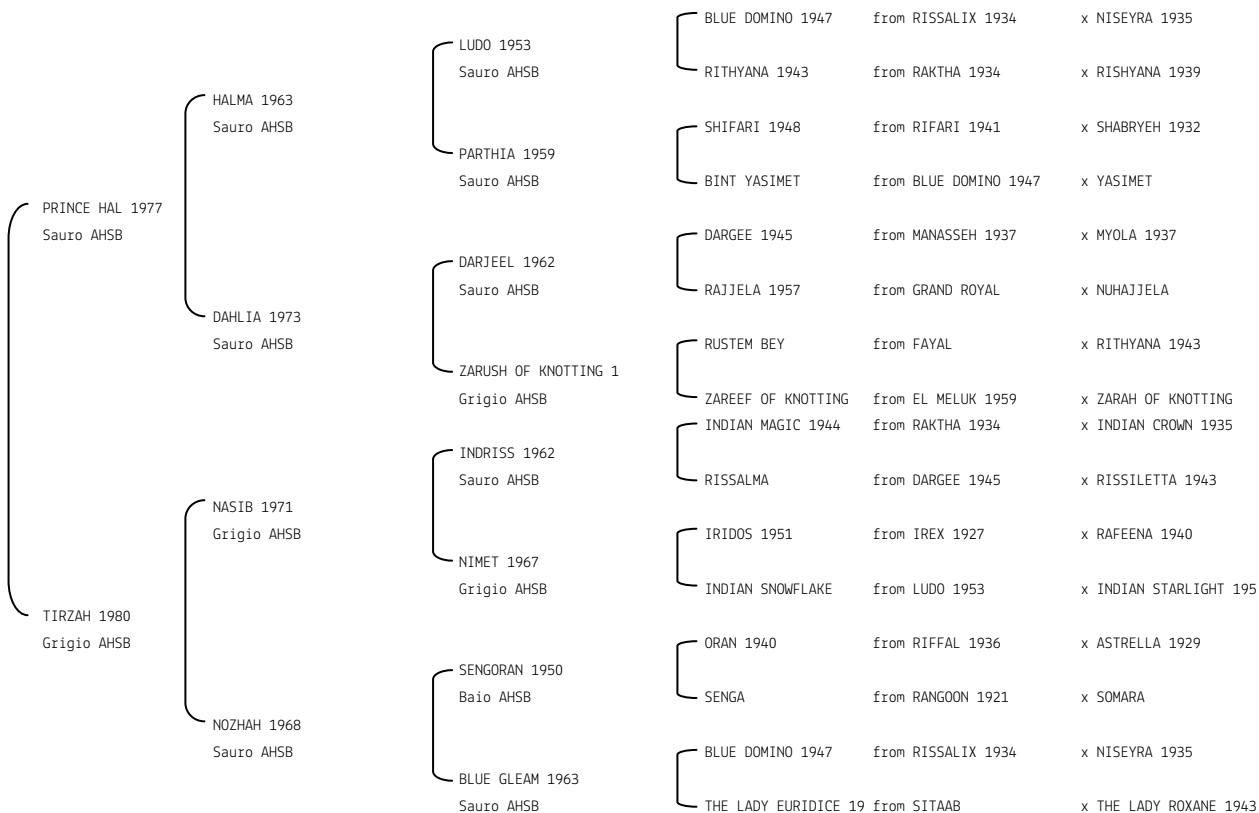 BLUE DOMINO 1947 from RISSALIX 1934 x NISEYRA 1935
LUDO 1953
Sauro AHSB RITHYANA 1943 from RAKTHA 1934 x RISHYANA 1939
HALMA 1963
Sauro AHSB SHIFARI 1948 from RIFARI 1941 x SHABRYEH 1932
PARTHIA 1959
Sauro AHSB BINT YASIMET from BLUE DOMINO 1947 x YASIMET
PRINCE HAL 1977
Sauro AHSB DARGEE 1945 from MANASSEH 1937 x MYOLA 1937
DARJEEL 1962
Sauro AHSB RAJJELA 1957 from GRAND ROYAL x NUHAJJELA
DAHLIA 1973
Sauro AHSB RUSTEM BEY from FAYAL x RITHYANA 1943
ZARUSH OF KNOTTING 1
Grigio AHSB ZAREEF OF KNOTTING from EL MELUK 1959 x ZARAH OF KNOTTING
INDIAN MAGIC 1944 from RAKTHA 1934 x INDIAN CROWN 1935
INDRISS 1962
Sauro AHSB RISSALMA from DARGEE 1945 x RISSILETTA 1943
NASIB 1971
Grigio AHSB IRIDOS 1951 from IREX 1927 x RAFEENA 1940
NIMET 1967
Grigio AHSB INDIAN SNOWFLAKE from LUDO 1953 x INDIAN STARLIGHT 195
TIRZAH 1980
Grigio AHSB ORAN 1940 from RIFFAL 1936 x ASTRELLA 1929
SENGORAN 1950
Baio AHSB SENGA from RANGOON 1921 x SOMARA
NOZHAH 1968
Sauro AHSB BLUE DOMINO 1947 from RISSALIX 1934 x NISEYRA 1935
BLUE GLEAM 1963
Sauro AHSB THE LADY EURIDICE 19 from SITAAB x THE LADY ROXANE 1943